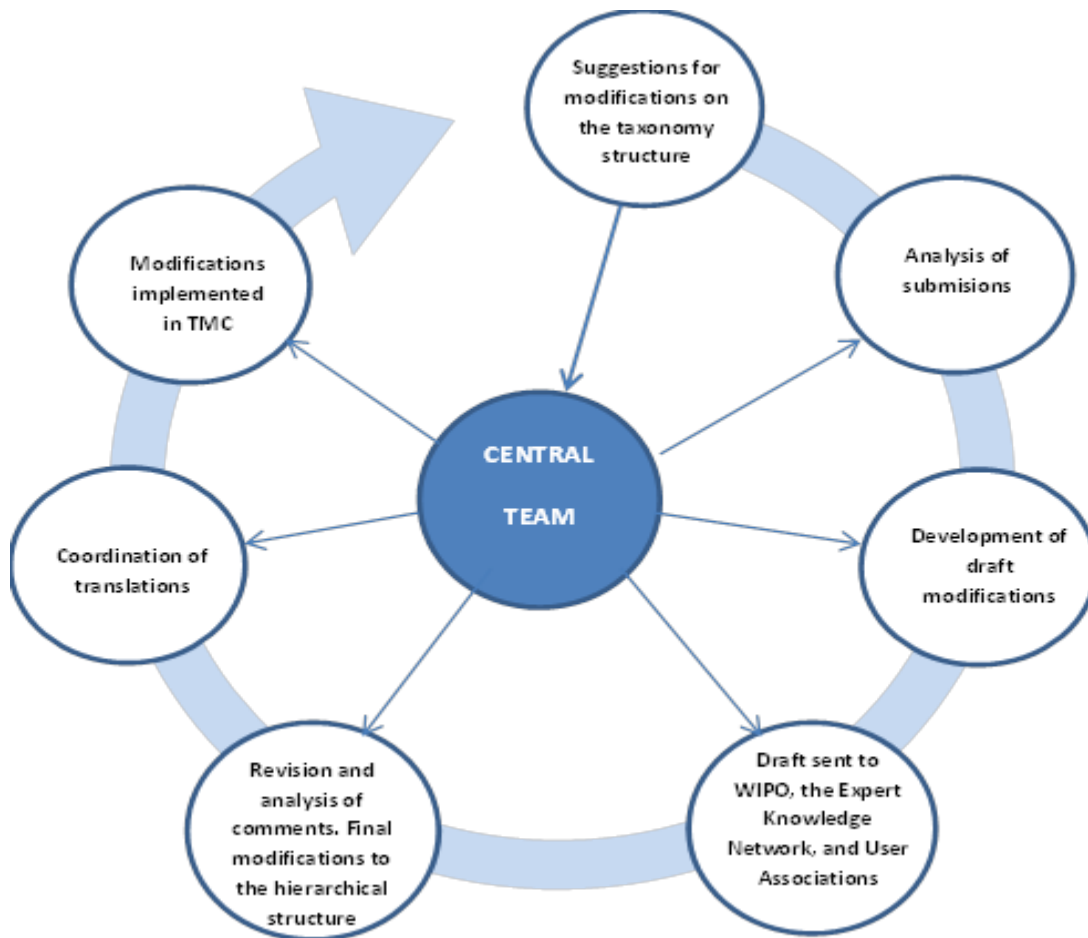 Suggestions for
modifications on
the taxonomy
structure
Analysis of
submisions
Development of
draft
modifications
Draft sent to
WIPO, the Expert
Knowledge
Network, and User
Associations
Revision and
analysis of
comments. Final
modifications to
the hierarchical
structure
Coordination of
translations
Modifications
implemented
in TMC
CENTRAL
TEAM